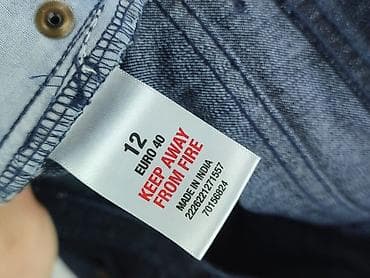 12
EURO 40
KEEP AWAY
FROM FIRE
MADE IN INDIA
2226221271557
70156824